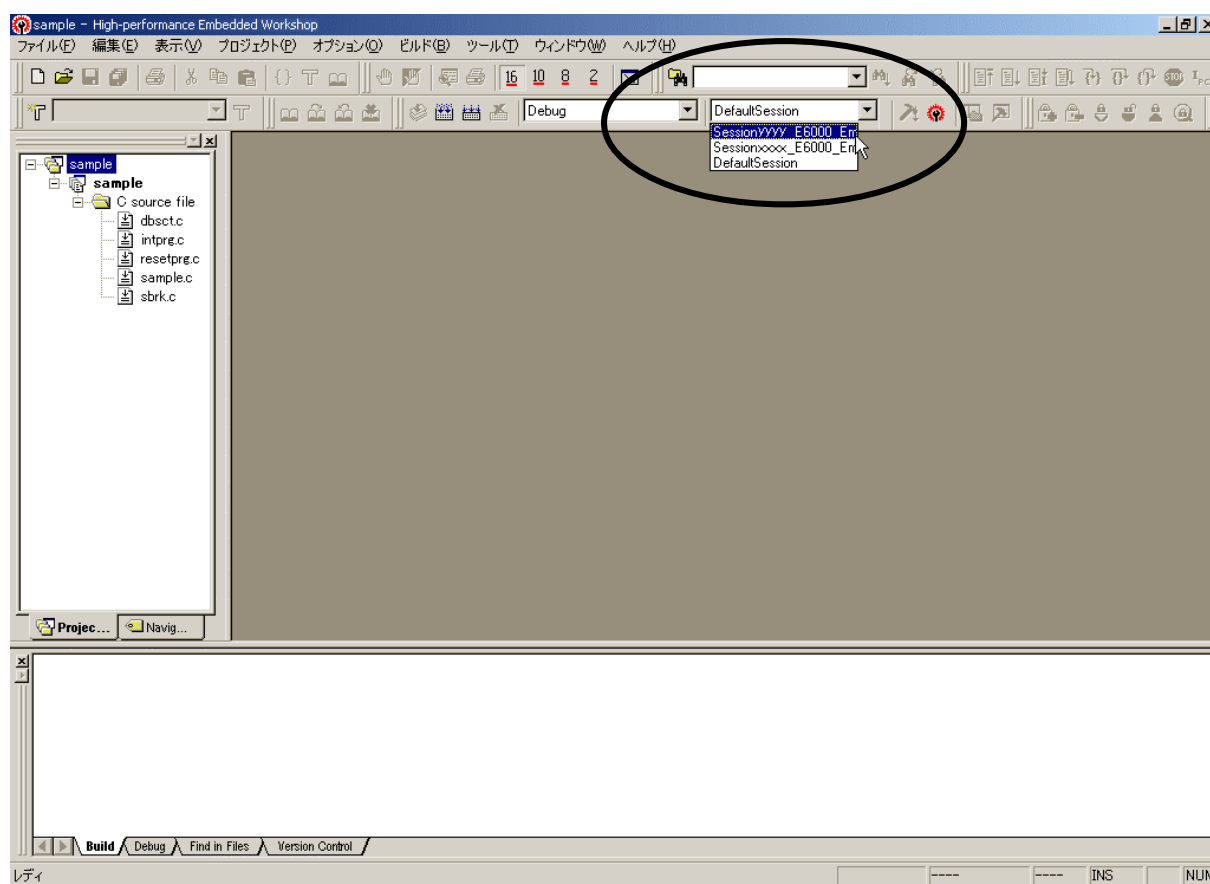 sample - High-performance Embedded Workshop
ファイル(F) 編集(E) 表示(V) プロジェクト(P) オプション(O) ビルド(B) ツール(T) ウィンドウ(W) ヘルプ(H)
16 10 8 2
Debug DefaultSession
SessionYYYY_E6000_Em
Sessionxxxx_E6000_Em
DefaultSession
sample
sample
C source file
dbsct.c
intprg.c
resetprg.c
sample.c
sbrk.c
Projec... Navig...
Build Debug Find in Files Version Control
レディ ---- ---- INS NUM